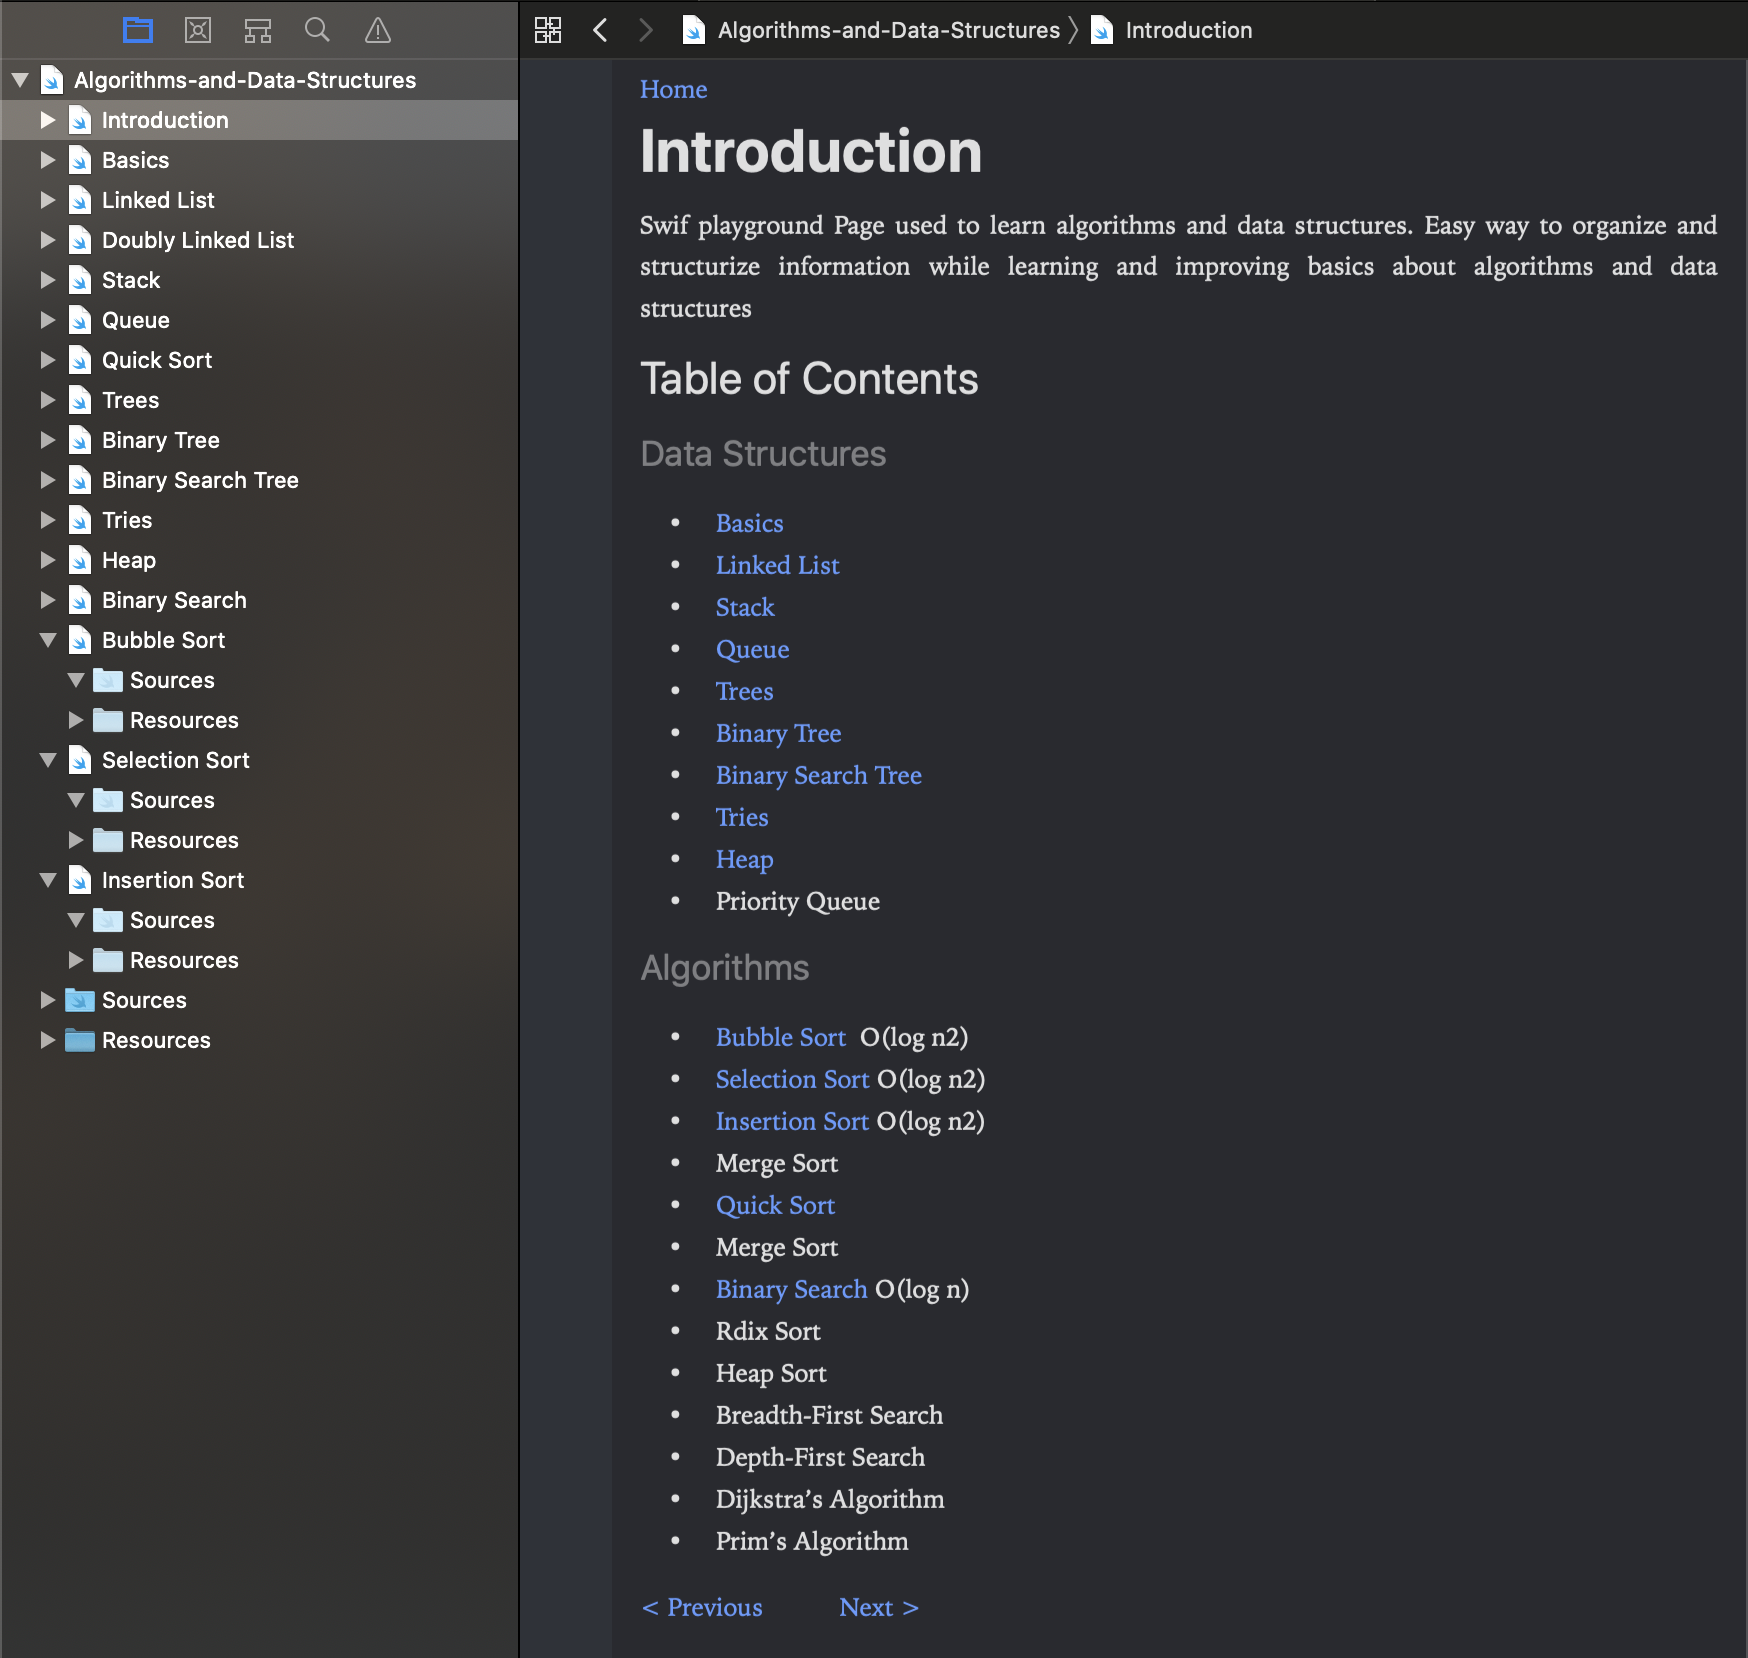 Algorithms-and-Data-Structures
Introduction
Basics
Linked List
Doubly Linked List
Stack
Queue
Quick Sort
Trees
Binary Tree
Binary Search Tree
Tries
Heap
Binary Search
Bubble Sort
Sources
Resources
Selection Sort
Sources
Resources
Insertion Sort
Sources
Resources
Sources
Resources
Algorithms-and-Data-Structures 〉 Introduction
Home
Introduction
Swif playground Page used to learn algorithms and data structures. Easy way to organize and
structurize information while learning and improving basics about algorithms and data
structures
Table of Contents
Data Structures
• Basics
• Linked List
• Stack
• Queue
• Trees
• Binary Tree
• Binary Search Tree
• Tries
• Heap
• Priority Queue
Algorithms
• Bubble Sort O(log n2)
• Selection Sort O(log n2)
• Insertion Sort O(log n2)
• Merge Sort
• Quick Sort
• Merge Sort
• Binary Search O(log n)
• Rdix Sort
• Heap Sort
• Breadth-First Search
• Depth-First Search
• Dijkstra’s Algorithm
• Prim’s Algorithm
< Previous Next >